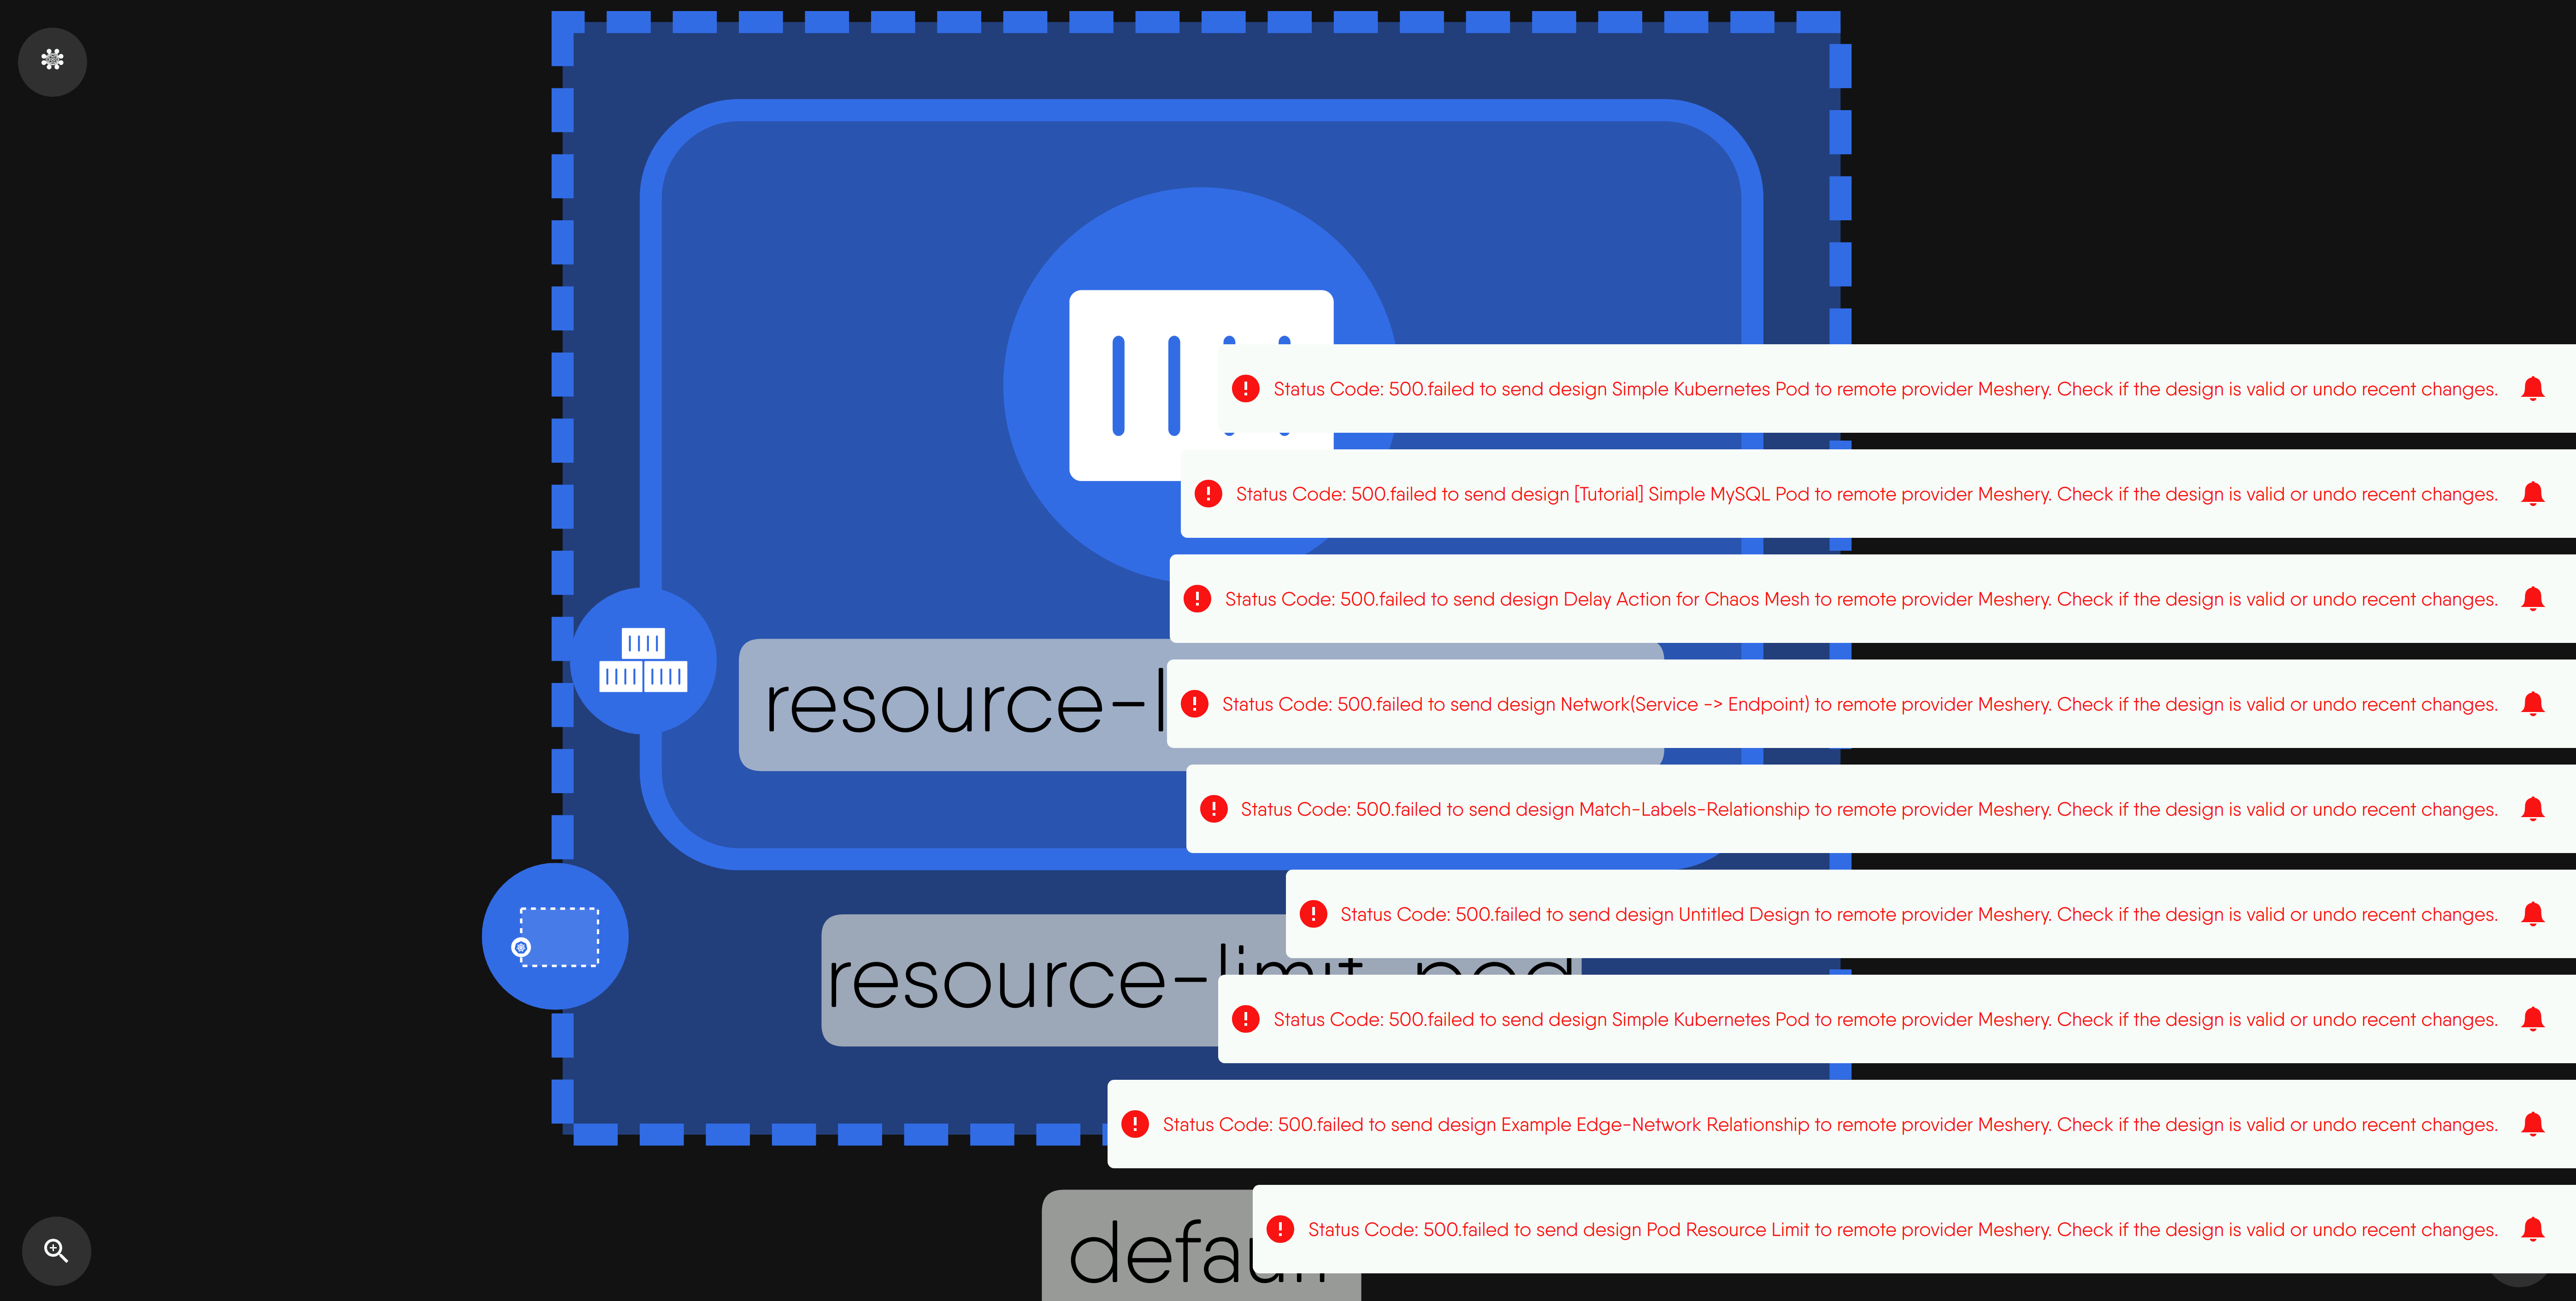 Status Code: 500.failed to send design Simple Kubernetes Pod to remote provider Meshery. Check if the design is valid or undo recent changes.
Status Code: 500.failed to send design [Tutorial] Simple MySQL Pod to remote provider Meshery. Check if the design is valid or undo recent changes.
Status Code: 500.failed to send design Delay Action for Chaos Mesh to remote provider Meshery. Check if the design is valid or undo recent changes.
resource-l
Status Code: 500.failed to send design Network(Service -> Endpoint) to remote provider Meshery. Check if the design is valid or undo recent changes.
Status Code: 500.failed to send design Match-Labels-Relationship to remote provider Meshery. Check if the design is valid or undo recent changes.
Status Code: 500.failed to send design Untitled Design to remote provider Meshery. Check if the design is valid or undo recent changes.
resource-limit-pod
Status Code: 500.failed to send design Simple Kubernetes Pod to remote provider Meshery. Check if the design is valid or undo recent changes.
Status Code: 500.failed to send design Example Edge-Network Relationship to remote provider Meshery. Check if the design is valid or undo recent changes.
default
Status Code: 500.failed to send design Pod Resource Limit to remote provider Meshery. Check if the design is valid or undo recent changes.